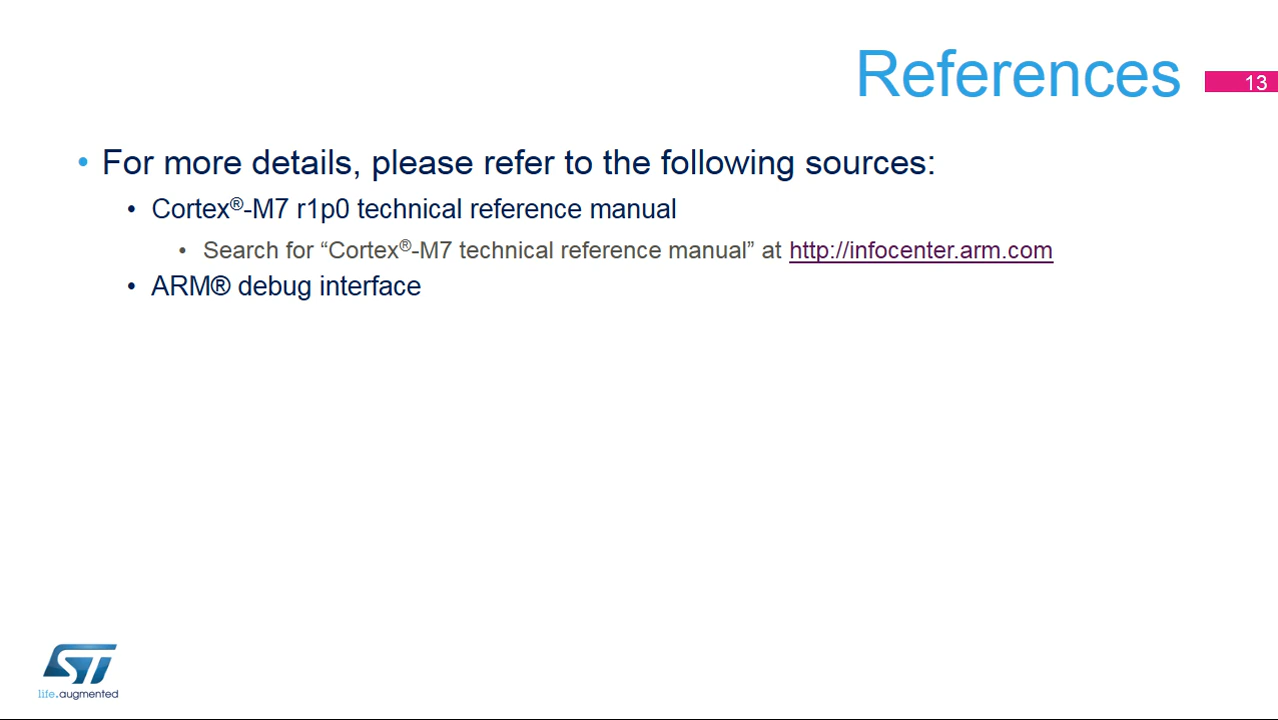 References
13
• For more details, please refer to the following sources:
• Cortex®-M7 r1p0 technical reference manual
• Search for “Cortex®-M7 technical reference manual” at http://infocenter.arm.com
• ARM® debug interface
ST
life.augmented